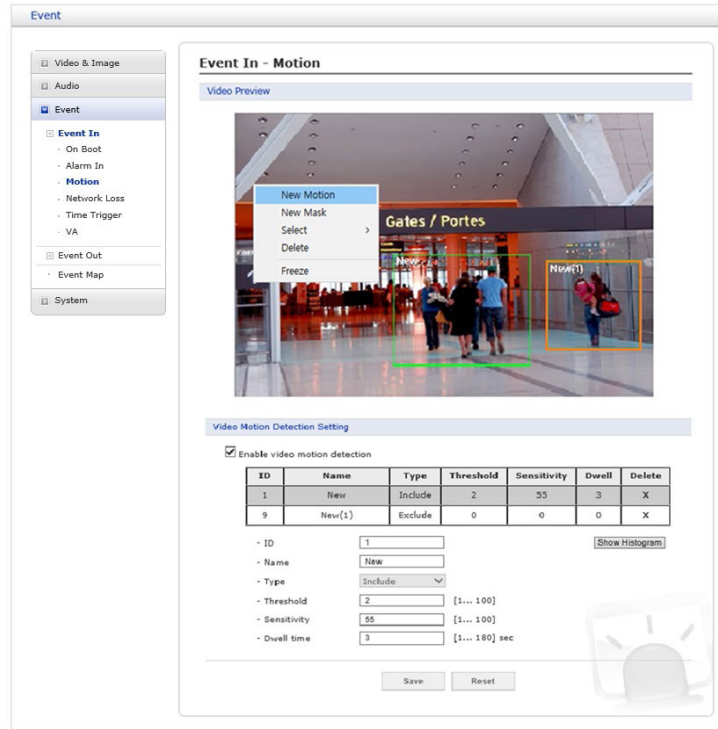 Event
Video & Image
Audio
Event
Event In
On Boot
Alarm In
Motion
Network Loss
Time Trigger
VA
Event Out
Event Map
System
Event In - Motion
Video Preview
New Motion
New Mask
Select >
Delete
Freeze
Gates / Portes
New
New(1)
Video Motion Detection Setting
Enable video motion detection
ID Name Type Threshold Sensitivity Dwell Delete
1 New Include 2 55 3 X
9 New(1) Exclude 0 0 0 X
- ID 1 Show Histogram
- Name New
- Type Include
- Threshold 2 [1... 100]
- Sensitivity 55 [1... 100]
- Dwell time 3 [1... 180] sec
Save Reset